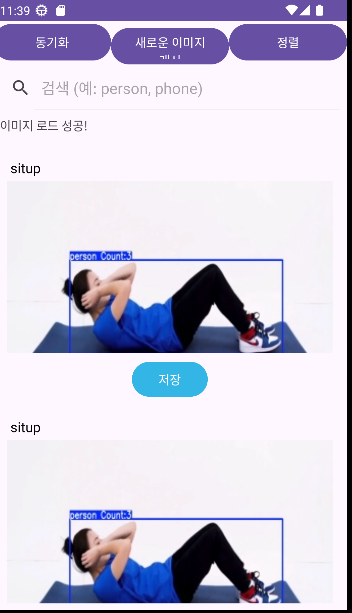 11:39
동기화
새로운 이미지
정렬
검색 (예: person, phone)
이미지 로드 성공!
situp
person Count:3
저장
situp
person Count:3